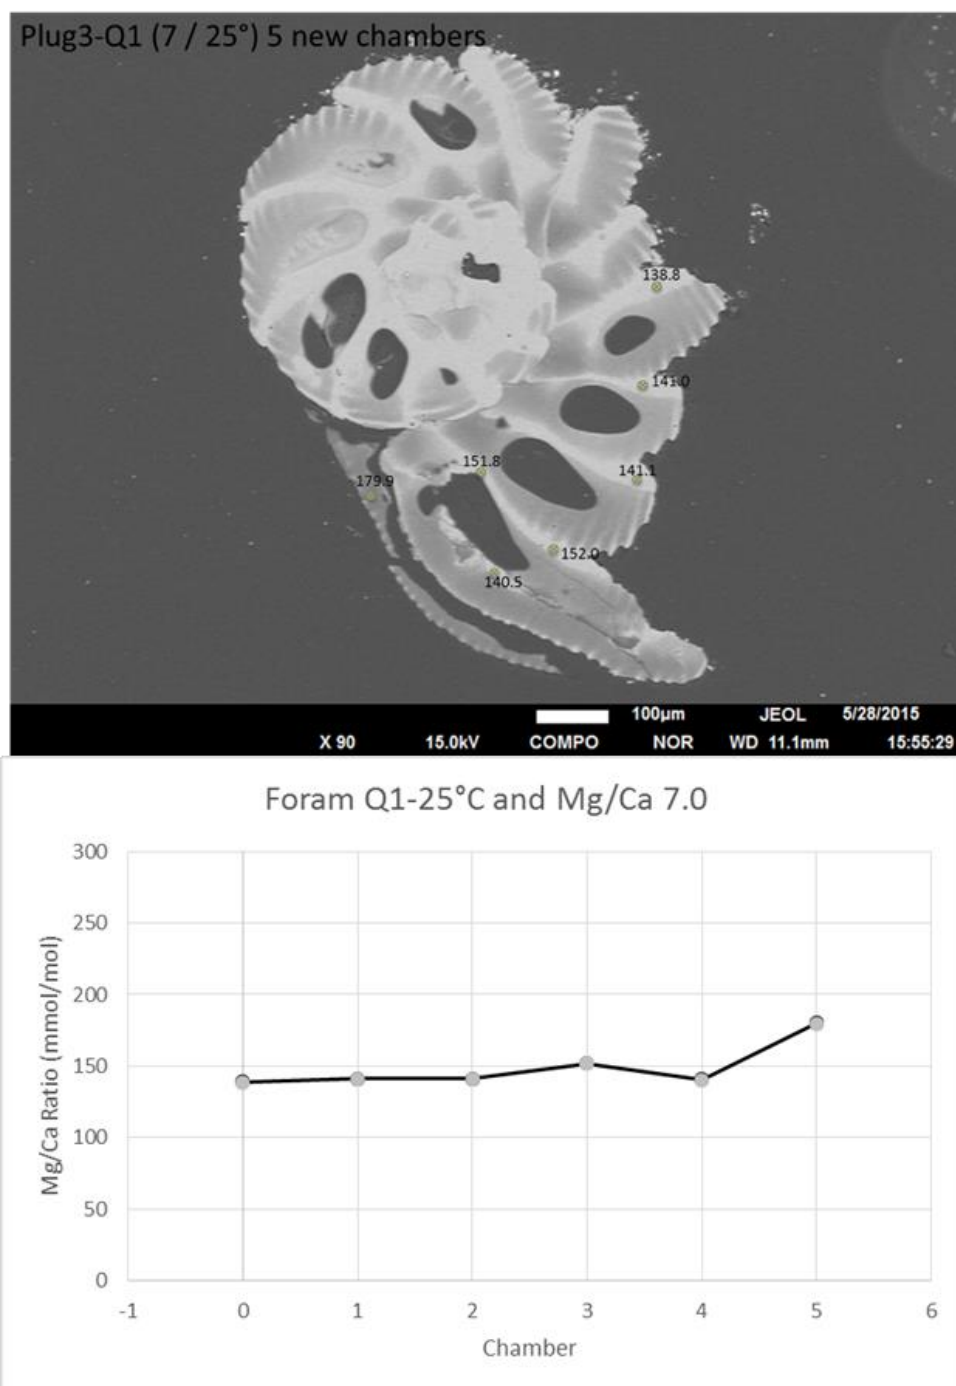 Plug3-Q1 (7 / 25°) 5 new chambers
138.8
141.0
151.8
141.1
179.9
152.0
140.5
100µm JEOL 5/28/2015
X 90 15.0kV COMPO NOR WD 11.1mm 15:55:29
Foram Q1-25°C and Mg/Ca 7.0
Mg/Ca Ratio (mmol/mol)
300
250
200
150
100
50
0
-1 0 1 2 3 4 5 6
Chamber